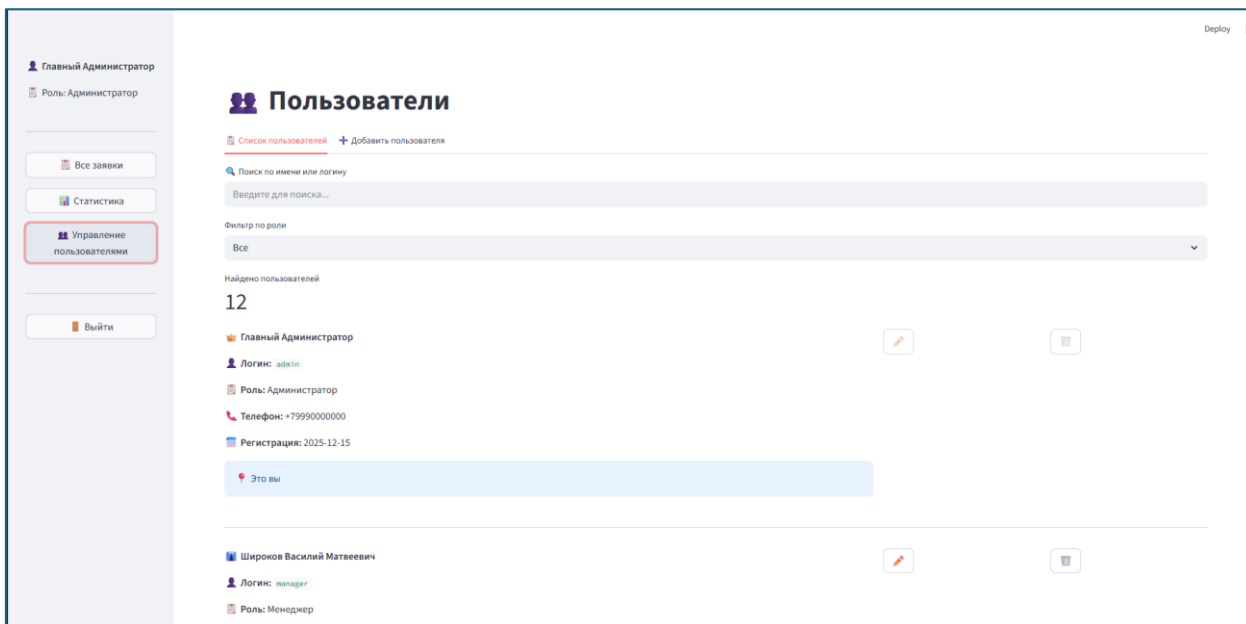 Deploy
Главный Администратор
Роль: Администратор
Все заявки
Статистика
Управление
пользователями
Выйти
Пользователи
Список пользователей
Добавить пользователя
Поиск по имени или логину
Введите для поиска...
Фильтр по роли
Все
Найдено пользователей
12
Главный Администратор
Логин: admin
Роль: Администратор
Телефон: +79990000000
Регистрация: 2025-12-15
Это вы
Широков Василий Матвеевич
Логин: manager
Роль: Менеджер